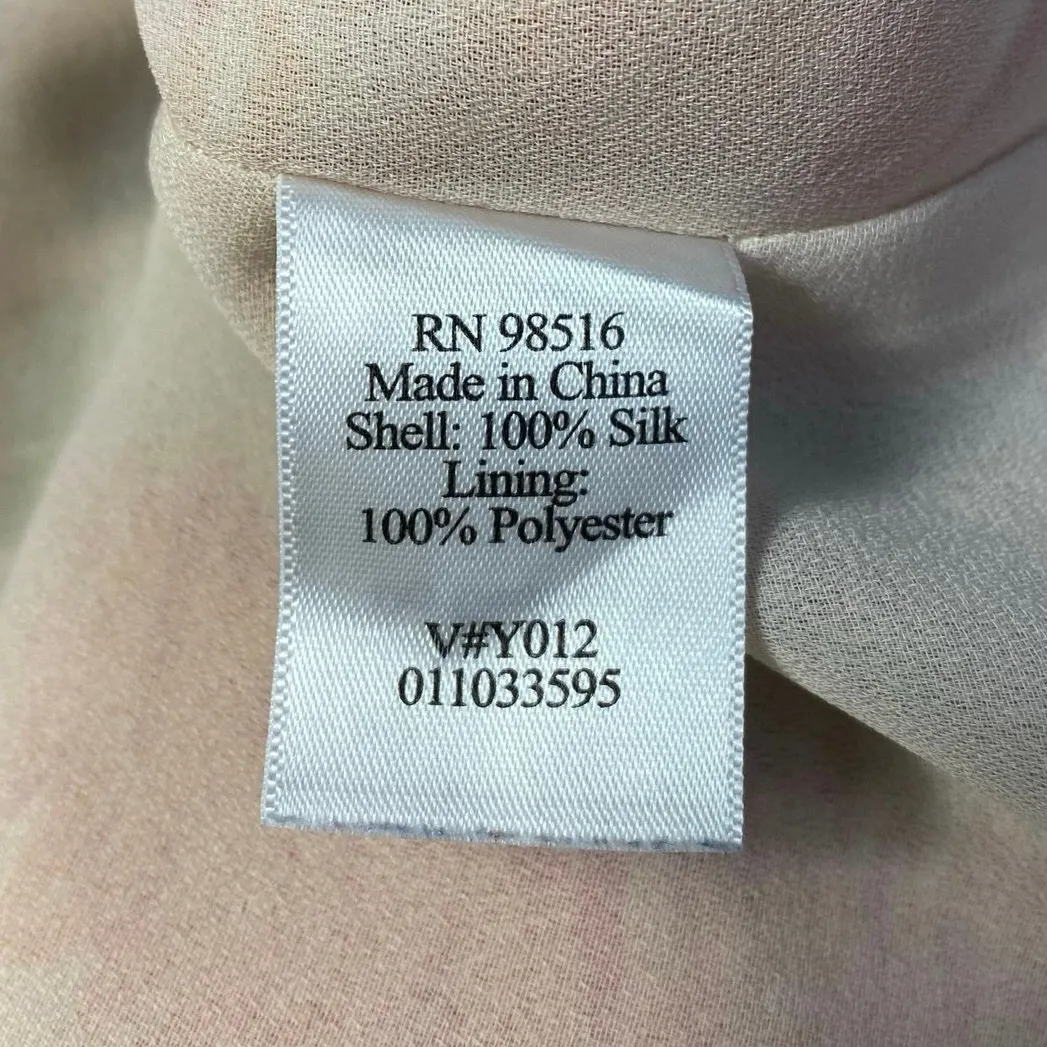 RN 98516
Made in China
Shell: 100% Silk
Lining:
100% Polyester
V#Y012
011033595